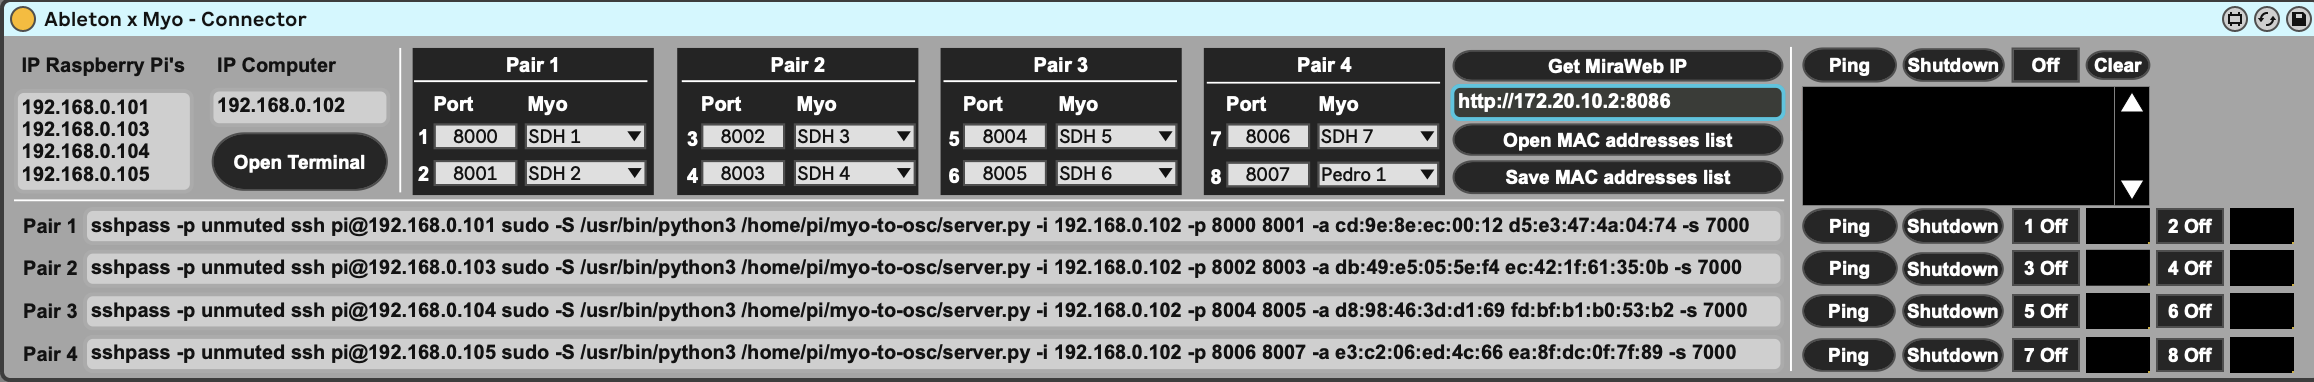 Ableton x Myo - Connector
IP Raspberry Pi's
192.168.0.101
192.168.0.103
192.168.0.104
192.168.0.105
IP Computer
192.168.0.102
Open Terminal
Pair 1
Port Myo
1 8000 SDH 1
2 8001 SDH 2
Pair 2
Port Myo
3 8002 SDH 3
4 8003 SDH 4
Pair 3
Port Myo
5 8004 SDH 5
6 8005 SDH 6
Pair 4
Port Myo
7 8006 SDH 7
8 8007 Pedro 1
Get MiraWeb IP
http://172.20.10.2:8086
Open MAC addresses list
Save MAC addresses list
Ping Shutdown Off Clear
Pair 1 sshpass -p unmuted ssh pi@192.168.0.101 sudo -S /usr/bin/python3 /home/pi/myo-to-osc/server.py -i 192.168.0.102 -p 8000 8001 -a cd:9e:8e:ec:00:12 d5:e3:47:4a:04:74 -s 7000 Ping Shutdown 1 Off 2 Off
Pair 2 sshpass -p unmuted ssh pi@192.168.0.103 sudo -S /usr/bin/python3 /home/pi/myo-to-osc/server.py -i 192.168.0.102 -p 8002 8003 -a db:49:e5:05:5e:f4 ec:42:1f:61:35:0b -s 7000 Ping Shutdown 3 Off 4 Off
Pair 3 sshpass -p unmuted ssh pi@192.168.0.104 sudo -S /usr/bin/python3 /home/pi/myo-to-osc/server.py -i 192.168.0.102 -p 8004 8005 -a d8:98:46:3d:d1:69 fd:bf:b1:b0:53:b2 -s 7000 Ping Shutdown 5 Off 6 Off
Pair 4 sshpass -p unmuted ssh pi@192.168.0.105 sudo -S /usr/bin/python3 /home/pi/myo-to-osc/server.py -i 192.168.0.102 -p 8006 8007 -a e3:c2:06:ed:4c:66 ea:8f:dc:0f:7f:89 -s 7000 Ping Shutdown 7 Off 8 Off